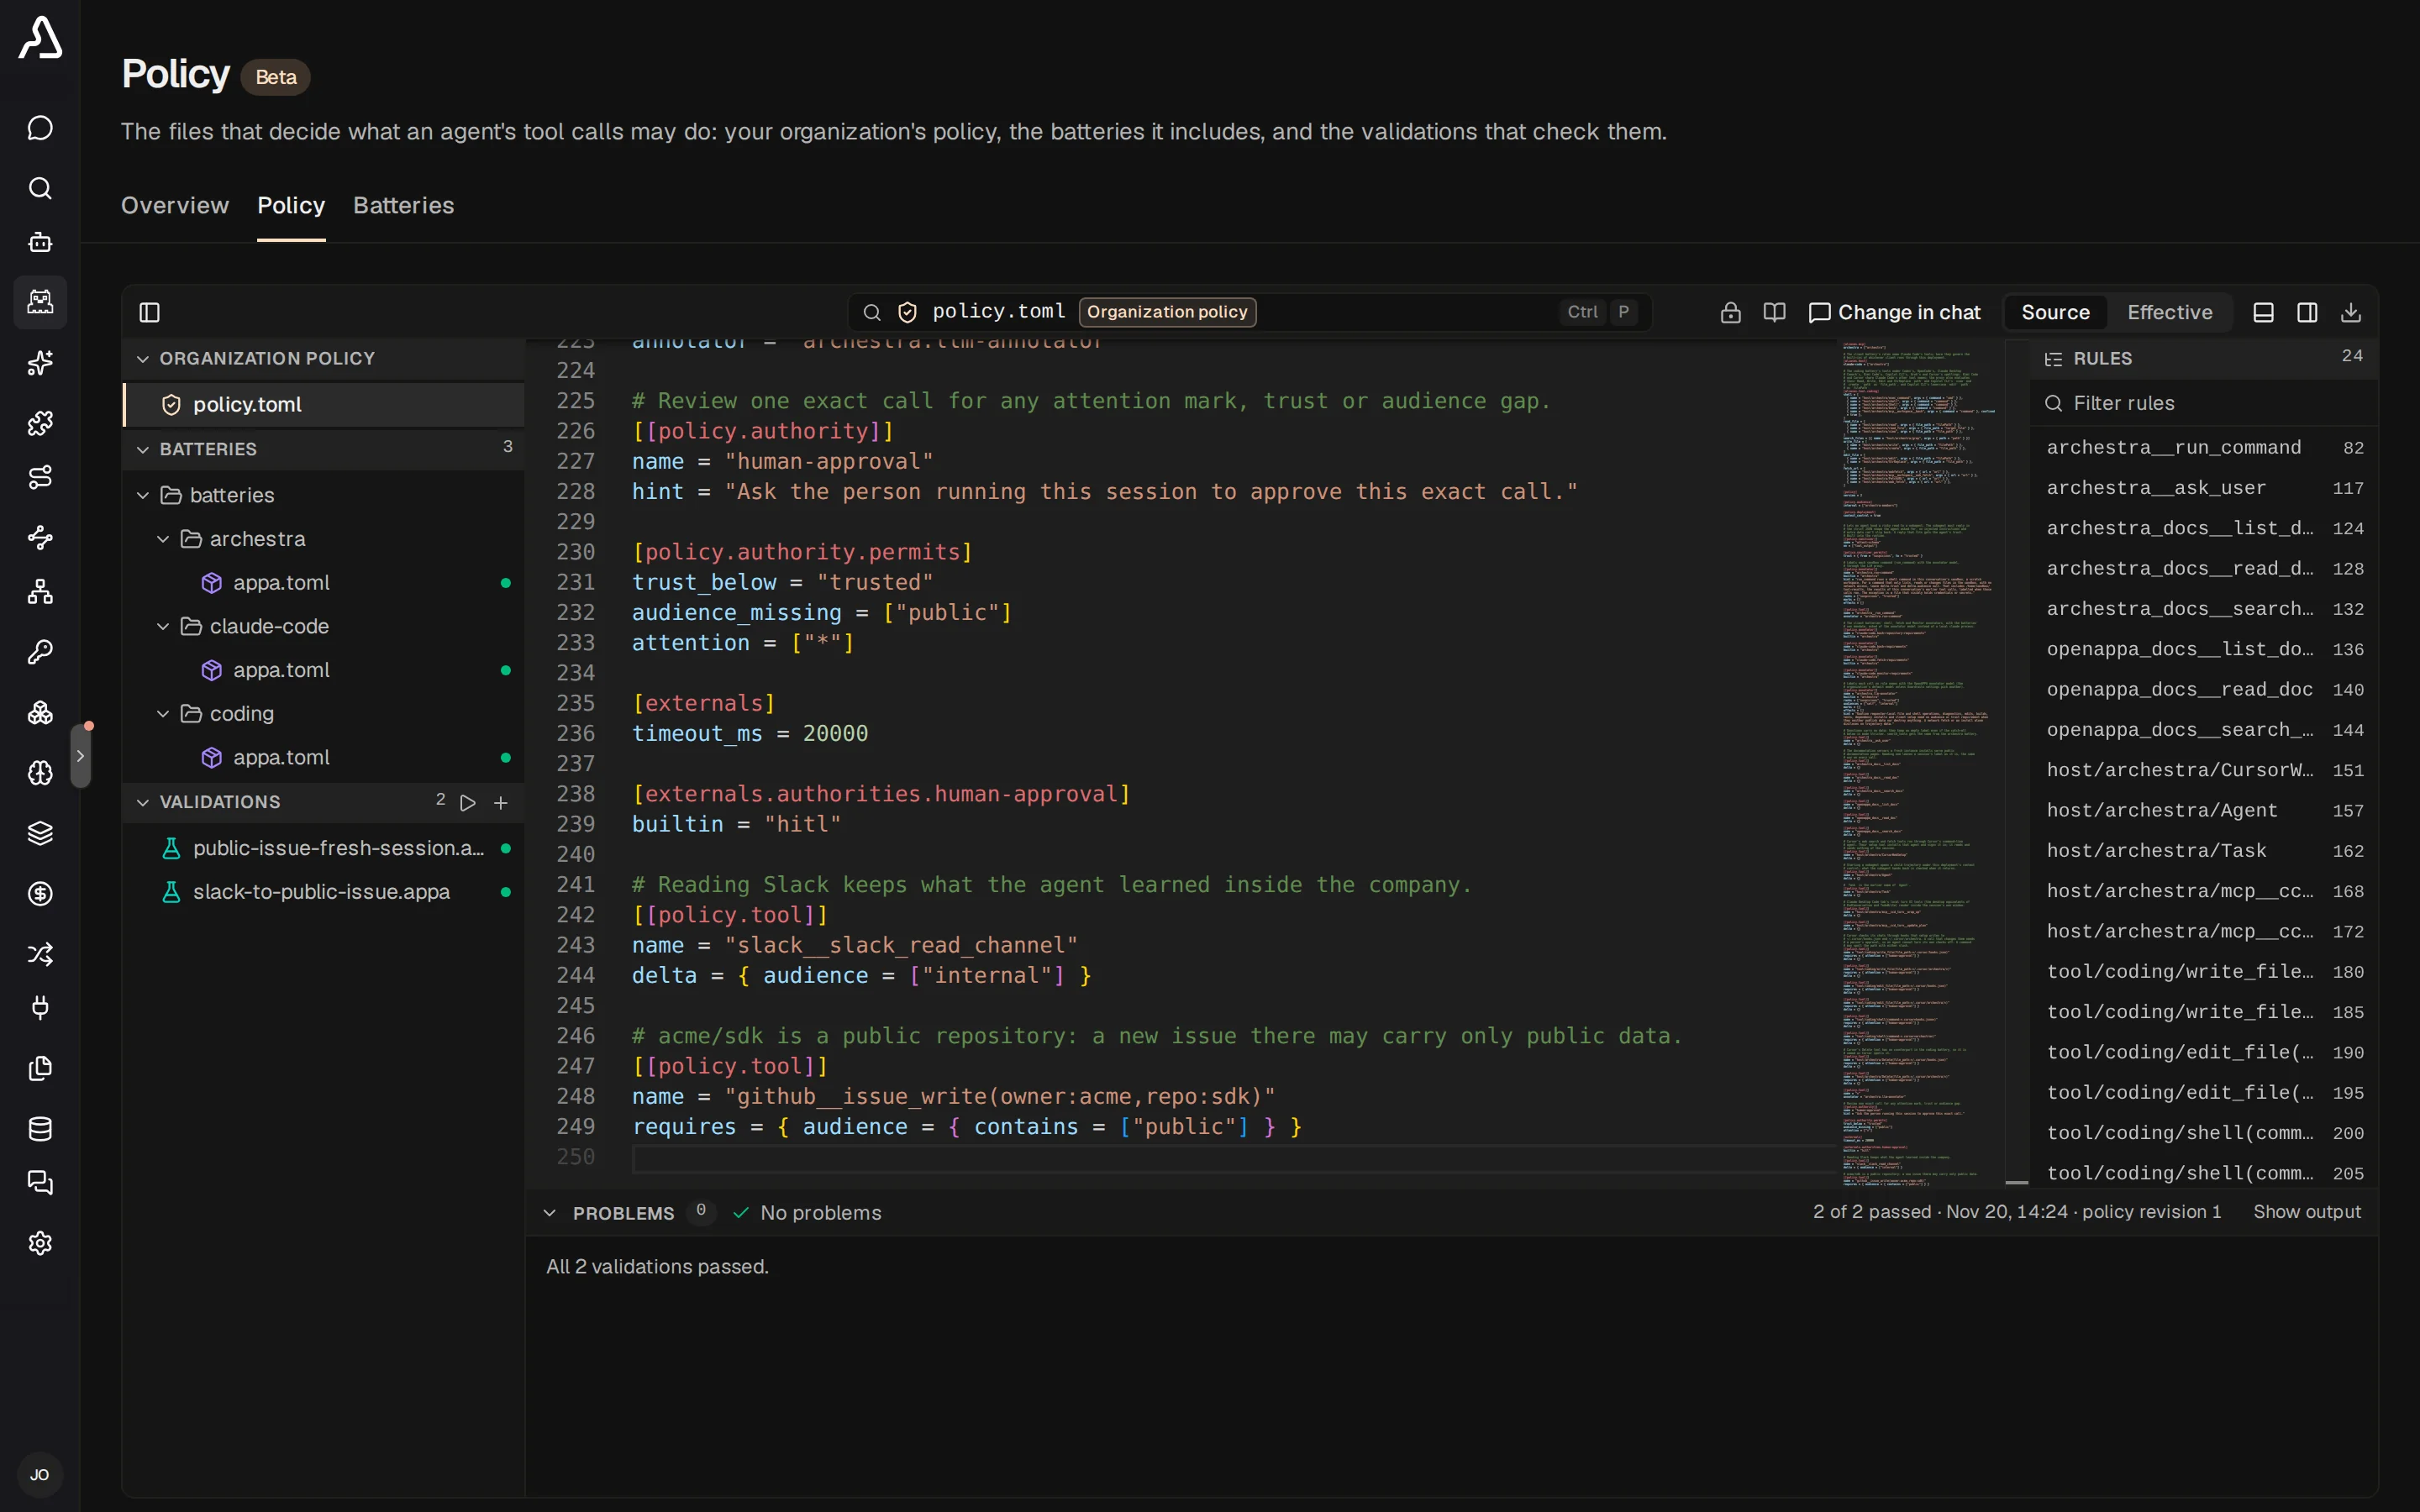 Policy Beta
The files that decide what an agent's tool calls may do: your organization's policy, the batteries it includes, and the validations that check them.
Overview Policy Batteries
policy.toml Organization policy Ctrl P
Change in chat Source Effective
ORGANIZATION POLICY
policy.toml
BATTERIES 3
batteries
archestra
appa.toml
claude-code
appa.toml
coding
appa.toml
VALIDATIONS 2
public-issue-fresh-session.a...
slack-to-public-issue.appa
223 annotator = "archestra.llm-annotator"
224
225 # Review one exact call for any attention mark, trust or audience gap.
226 [[policy.authority]]
227 name = "human-approval"
228 hint = "Ask the person running this session to approve this exact call."
229
230 [policy.authority.permits]
231 trust_below = "trusted"
232 audience_missing = ["public"]
233 attention = ["*"]
234
235 [externals]
236 timeout_ms = 20000
237
238 [externals.authorities.human-approval]
239 builtin = "hitl"
240
241 # Reading Slack keeps what the agent learned inside the company.
242 [[policy.tool]]
243 name = "slack__slack_read_channel"
244 delta = { audience = ["internal"] }
245
246 # acme/sdk is a public repository: a new issue there may carry only public data.
247 [[policy.tool]]
248 name = "github__issue_write(owner:acme,repo:sdk)"
249 requires = { audience = { contains = ["public"] } }
250
RULES 24
Filter rules
archestra__run_command 82
archestra__ask_user 117
archestra_docs__list_d... 124
archestra_docs__read_d... 128
archestra_docs__search... 132
openappa_docs__list_do... 136
openappa_docs__read_doc 140
openappa_docs__search_... 144
host/archestra/CursorW... 151
host/archestra/Agent 157
host/archestra/Task 162
host/archestra/mcp__cc... 168
host/archestra/mcp__cc... 172
tool/coding/write_file... 180
tool/coding/write_file... 185
tool/coding/edit_file(... 190
tool/coding/edit_file(... 195
tool/coding/shell(comm... 200
tool/coding/shell(comm... 205
PROBLEMS 0 No problems
2 of 2 passed · Nov 20, 14:24 · policy revision 1 Show output
All 2 validations passed.
JO